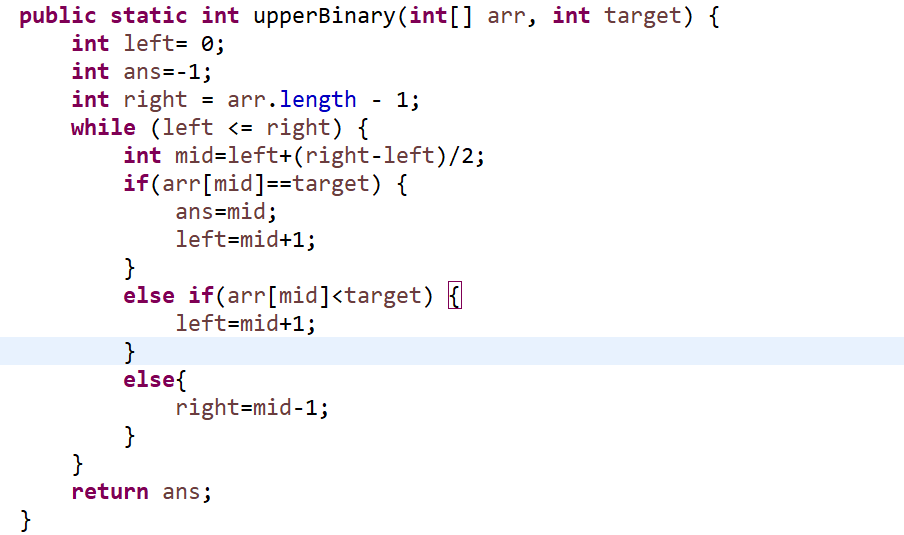 public static int upperBinary(int[] arr, int target) {
    int left= 0;
    int ans=-1;
    int right = arr.length - 1;
    while (left <= right) {
        int mid=left+(right-left)/2;
        if(arr[mid]==target) {
            ans=mid;
            left=mid+1;
        }
        else if(arr[mid]<target) {
            left=mid+1;
        }
        else{
            right=mid-1;
        }
    }
    return ans;
}